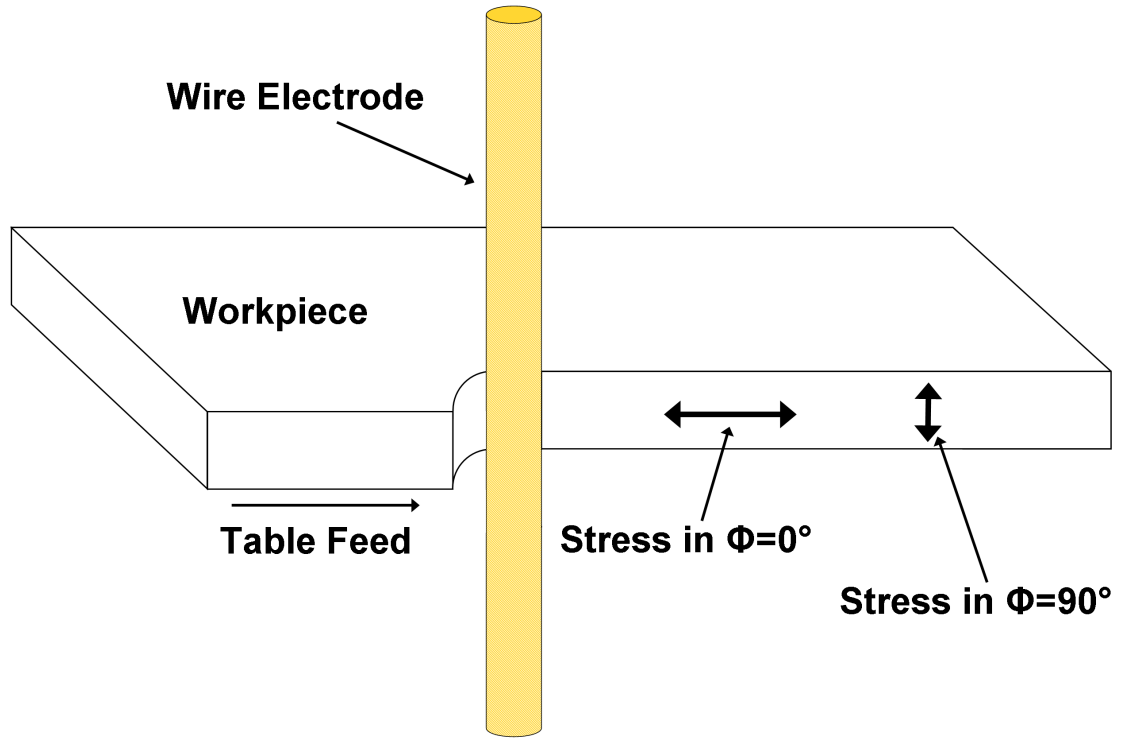 Wire Electrode
Workpiece
Table Feed
Stress in Φ=0°
Stress in Φ=90°